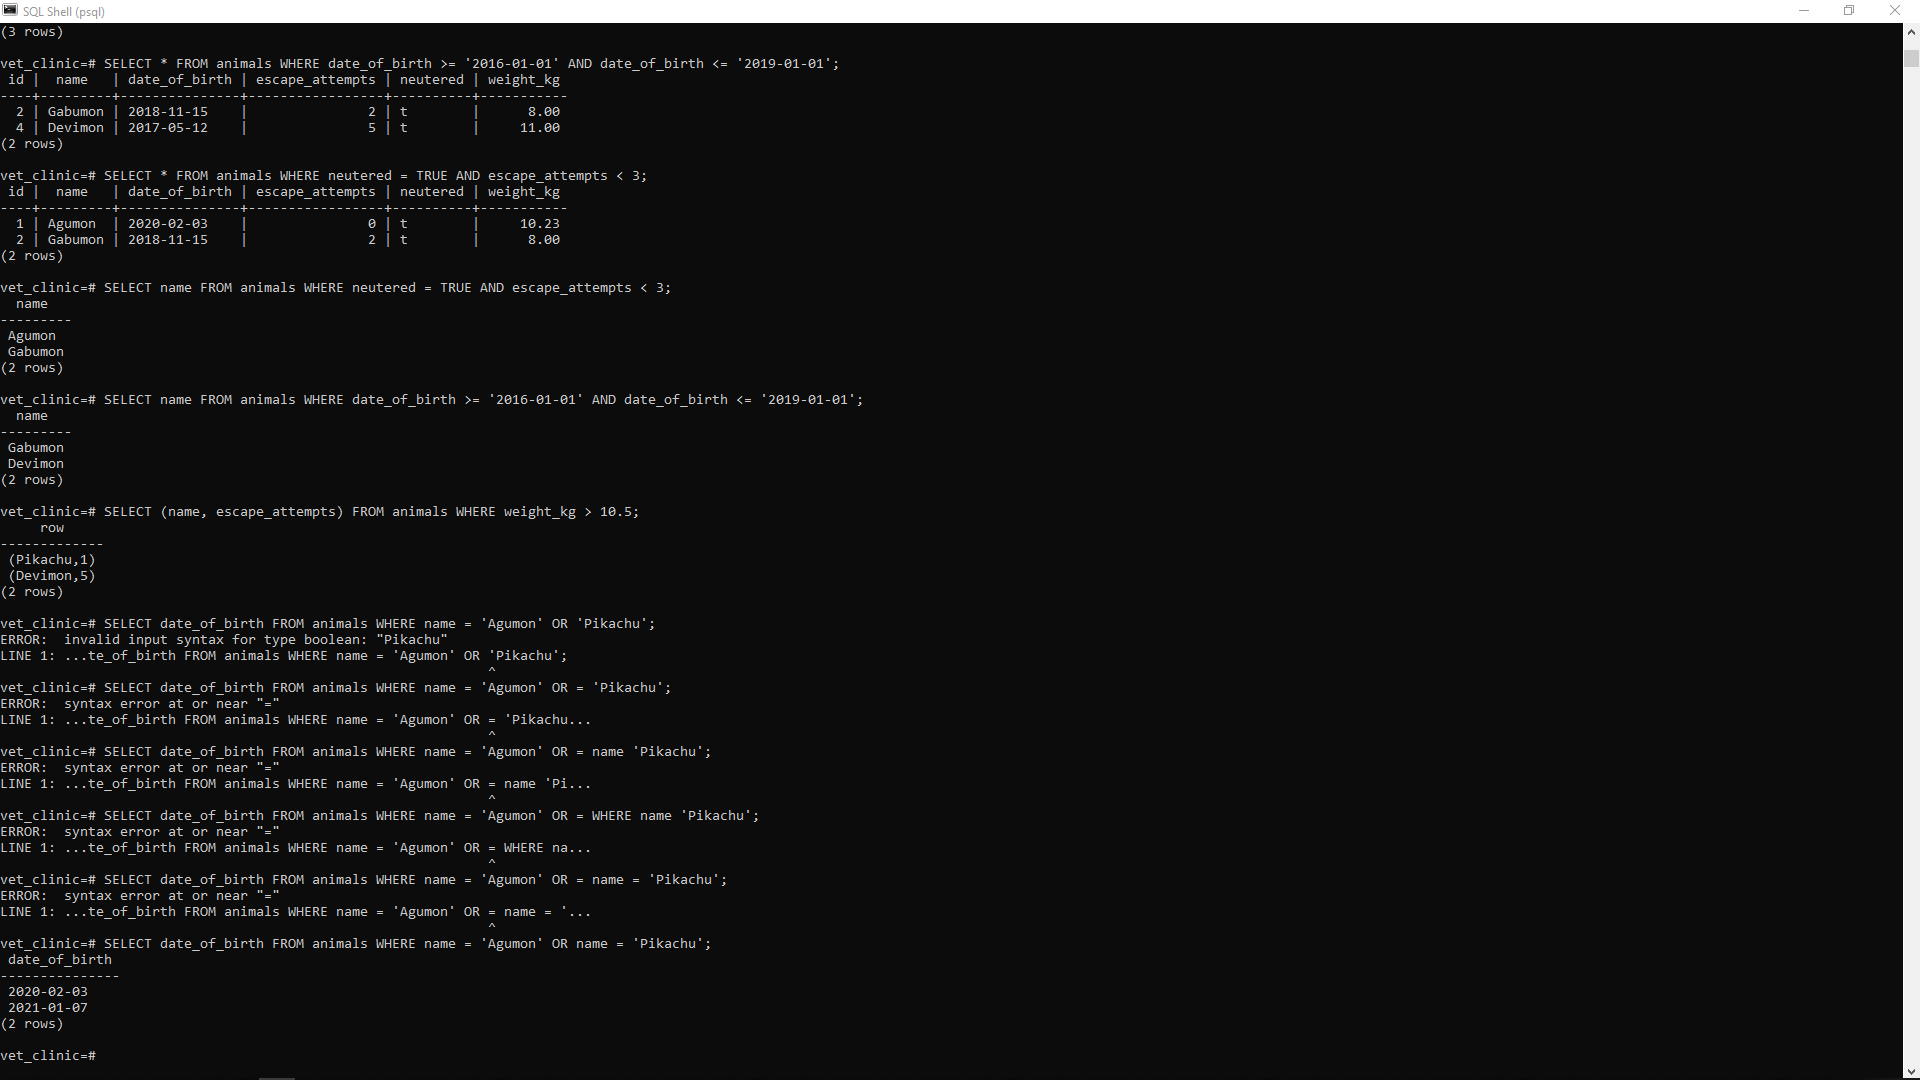 SQL Shell (psql)
(3 rows)
vet_clinic=# SELECT * FROM animals WHERE date_of_birth >= '2016-01-01' AND date_of_birth <= '2019-01-01';
 id |  name   | date_of_birth | escape_attempts | neutered | weight_kg
----+---------+---------------+-----------------+----------+-----------
  2 | Gabumon | 2018-11-15    |               2 | t        |      8.00
  4 | Devimon | 2017-05-12    |               5 | t        |     11.00
(2 rows)
vet_clinic=# SELECT * FROM animals WHERE neutered = TRUE AND escape_attempts < 3;
 id |  name   | date_of_birth | escape_attempts | neutered | weight_kg
----+---------+---------------+-----------------+----------+-----------
  1 | Agumon  | 2020-02-03    |               0 | t        |     10.23
  2 | Gabumon | 2018-11-15    |               2 | t        |      8.00
(2 rows)
vet_clinic=# SELECT name FROM animals WHERE neutered = TRUE AND escape_attempts < 3;
  name
---------
 Agumon
 Gabumon
(2 rows)
vet_clinic=# SELECT name FROM animals WHERE date_of_birth >= '2016-01-01' AND date_of_birth <= '2019-01-01';
  name
---------
 Gabumon
 Devimon
(2 rows)
vet_clinic=# SELECT (name, escape_attempts) FROM animals WHERE weight_kg > 10.5;
     row
-------------
 (Pikachu,1)
 (Devimon,5)
(2 rows)
vet_clinic=# SELECT date_of_birth FROM animals WHERE name = 'Agumon' OR 'Pikachu';
ERROR:  invalid input syntax for type boolean: "Pikachu"
LINE 1: ...te_of_birth FROM animals WHERE name = 'Agumon' OR 'Pikachu';
                                                             ^
vet_clinic=# SELECT date_of_birth FROM animals WHERE name = 'Agumon' OR = 'Pikachu';
ERROR:  syntax error at or near "="
LINE 1: ...te_of_birth FROM animals WHERE name = 'Agumon' OR = 'Pikachu...
                                                             ^
vet_clinic=# SELECT date_of_birth FROM animals WHERE name = 'Agumon' OR = name 'Pikachu';
ERROR:  syntax error at or near "="
LINE 1: ...te_of_birth FROM animals WHERE name = 'Agumon' OR = name 'Pi...
                                                             ^
vet_clinic=# SELECT date_of_birth FROM animals WHERE name = 'Agumon' OR = WHERE name 'Pikachu';
ERROR:  syntax error at or near "="
LINE 1: ...te_of_birth FROM animals WHERE name = 'Agumon' OR = WHERE na...
                                                             ^
vet_clinic=# SELECT date_of_birth FROM animals WHERE name = 'Agumon' OR = name = 'Pikachu';
ERROR:  syntax error at or near "="
LINE 1: ...te_of_birth FROM animals WHERE name = 'Agumon' OR = name = '...
                                                             ^
vet_clinic=# SELECT date_of_birth FROM animals WHERE name = 'Agumon' OR name = 'Pikachu';
 date_of_birth
---------------
 2020-02-03
 2021-01-07
(2 rows)
vet_clinic=#